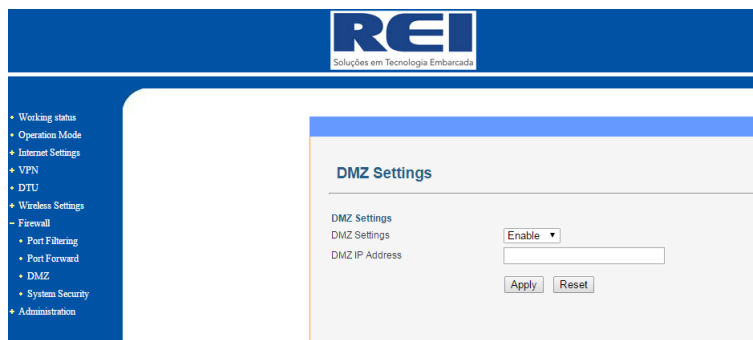 REI
Soluções em Tecnologia Embarcada
Working status
Operation Mode
Internet Settings
VPN
DTU
Wireless Settings
Firewall
Port Filtering
Port Forward
DMZ
System Security
Administration
DMZ Settings
DMZ Settings
DMZ Settings Enable
DMZ IP Address
Apply Reset